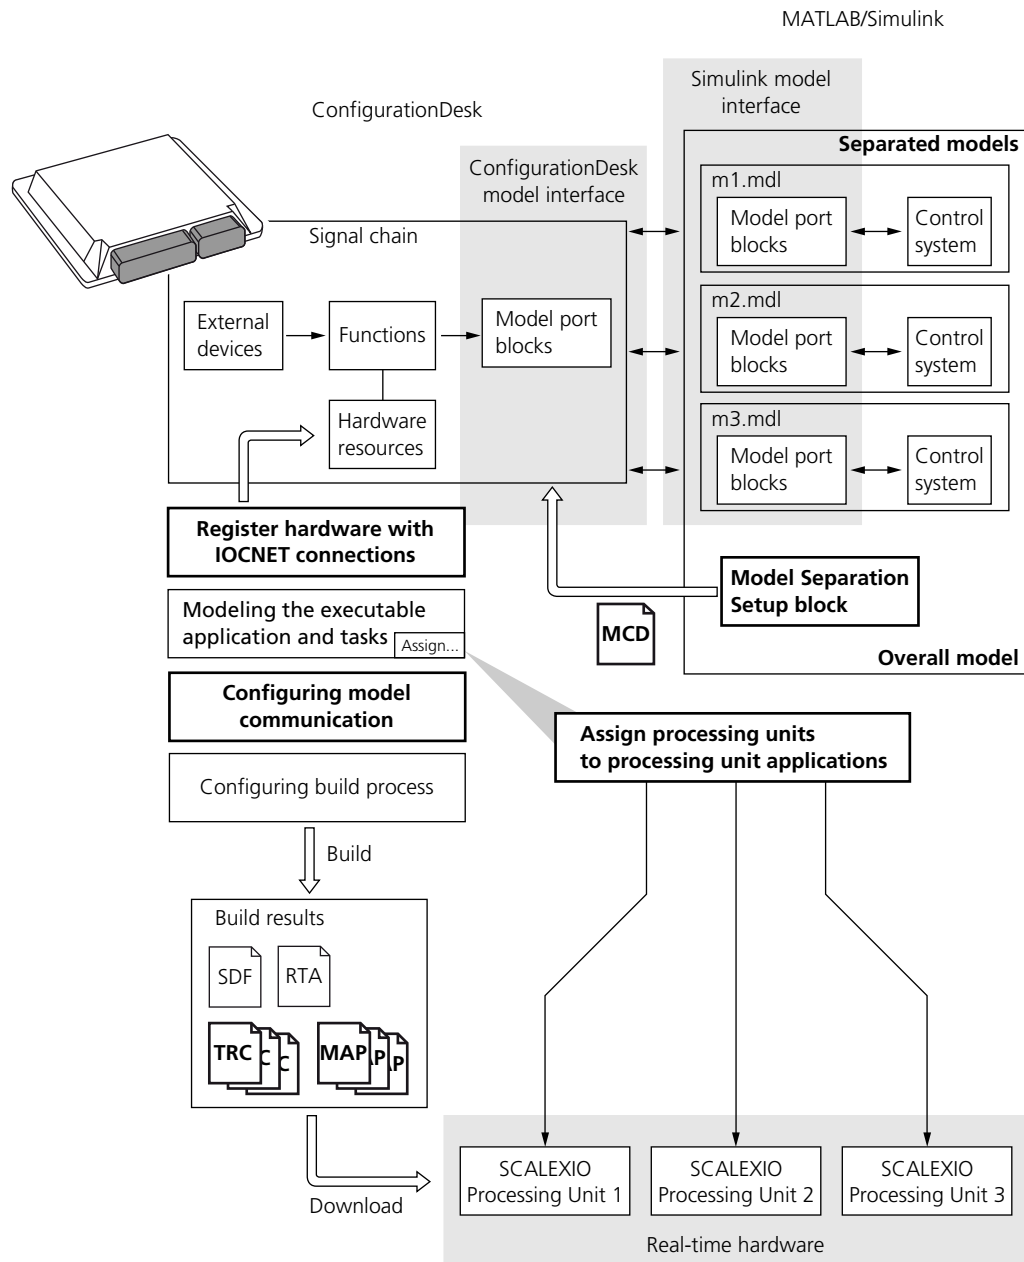 MATLAB/Simulink
Simulink model
interface
ConfigurationDesk
Separated models
ConfigurationDesk
model interface
m1.mdl
Model port
blocks
Control
system
Signal chain
m2.mdl
Model port
blocks
Control
system
External
devices
Functions
Model port
blocks
Hardware
resources
m3.mdl
Model port
blocks
Control
system
Register hardware with
IOCNET connections
Model Separation
Setup block
Modeling the executable
application and tasks
Assign...
MCD
Overall model
Configuring model
communication
Assign processing units
to processing unit applications
Configuring build process
Build
Build results
SDF
RTA
TRC
C
C
MAP
AP
AP
Download
SCALEXIO
Processing Unit 1
SCALEXIO
Processing Unit 2
SCALEXIO
Processing Unit 3
Real-time hardware